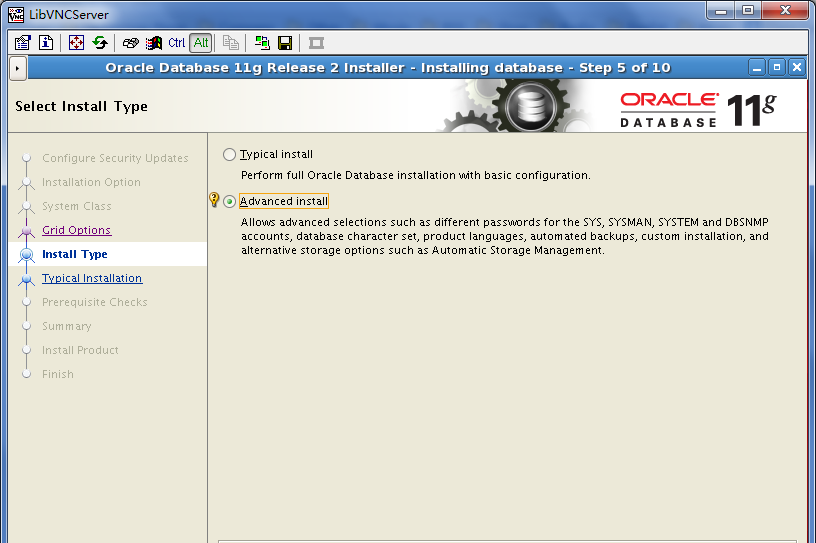 LibVNCServer
Ctrl Alt
Oracle Database 11g Release 2 Installer - Installing database - Step 5 of 10
Select Install Type
ORACLE
DATABASE
11g
Configure Security Updates
Installation Option
System Class
Grid Options
Install Type
Typical Installation
Prerequisite Checks
Summary
Install Product
Finish
Typical install
Perform full Oracle Database installation with basic configuration.
Advanced install
Allows advanced selections such as different passwords for the SYS, SYSMAN, SYSTEM and DBSNMP
accounts, database character set, product languages, automated backups, custom installation, and
alternative storage options such as Automatic Storage Management.